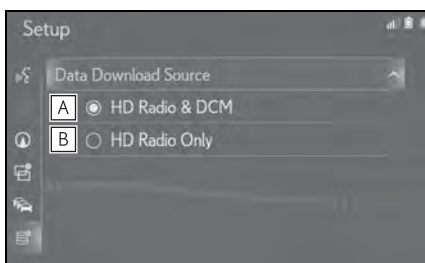 Setup
Data Download Source
A HD Radio & DCM
B HD Radio Only